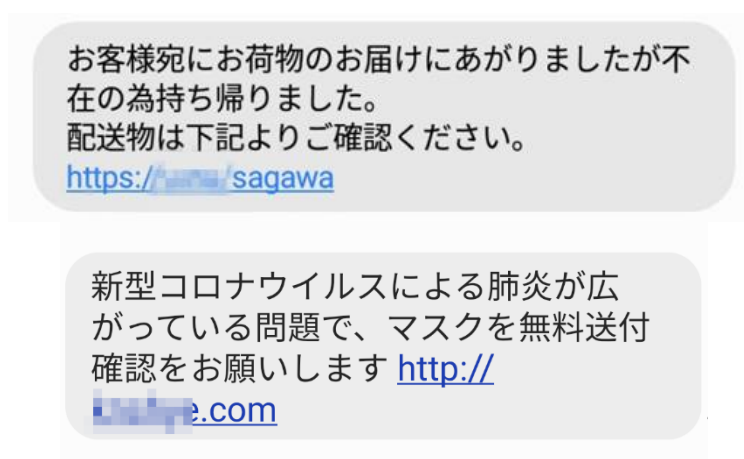 お客様宛にお荷物のお届けにあがりましたが不
在の為持ち帰りました。
配送物は下記よりご確認ください。
https:/ /sagawa
新型コロナウイルスによる肺炎が広
がっている問題で、マスクを無料送付
確認をお願いします http://
e.com